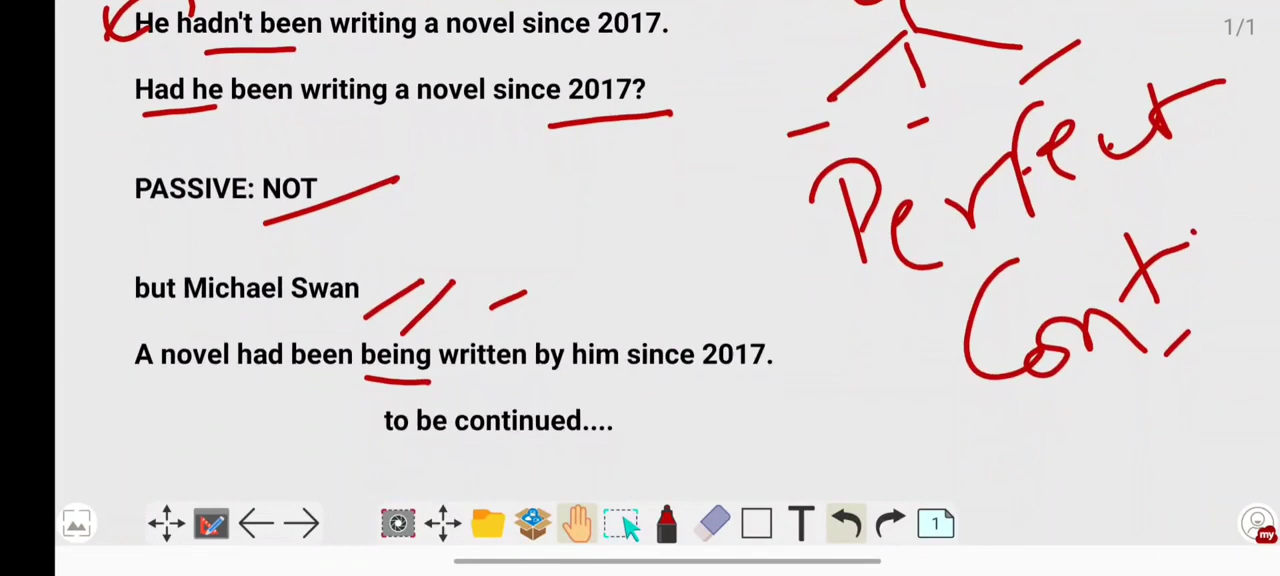 He hadn't been writing a novel since 2017.
Had he been writing a novel since 2017?
PASSIVE: NOT
but Michael Swan
A novel had been being written by him since 2017.
to be continued....
Perfect
Cont.
1/1
T
1
my